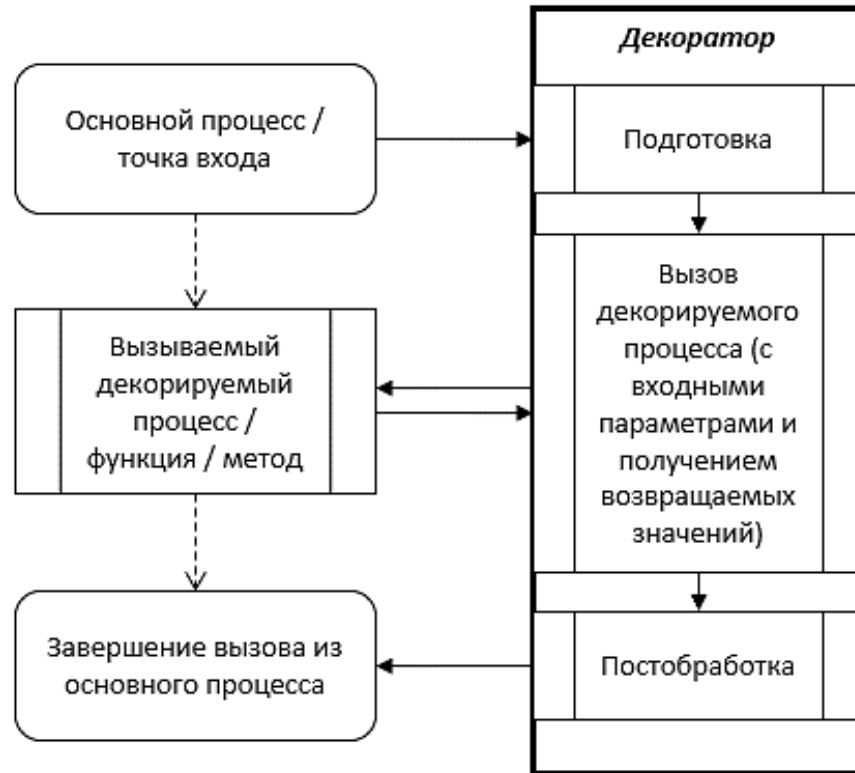 Декоратор
Основной процесс /
точка входа
Подготовка
Вызываемый
декорируемый
процесс /
функция / метод
Вызов
декорируемого
процесса (с
входными
параметрами и
получением
возвращаемых
значений)
Завершение вызова из
основного процесса
Постобработка